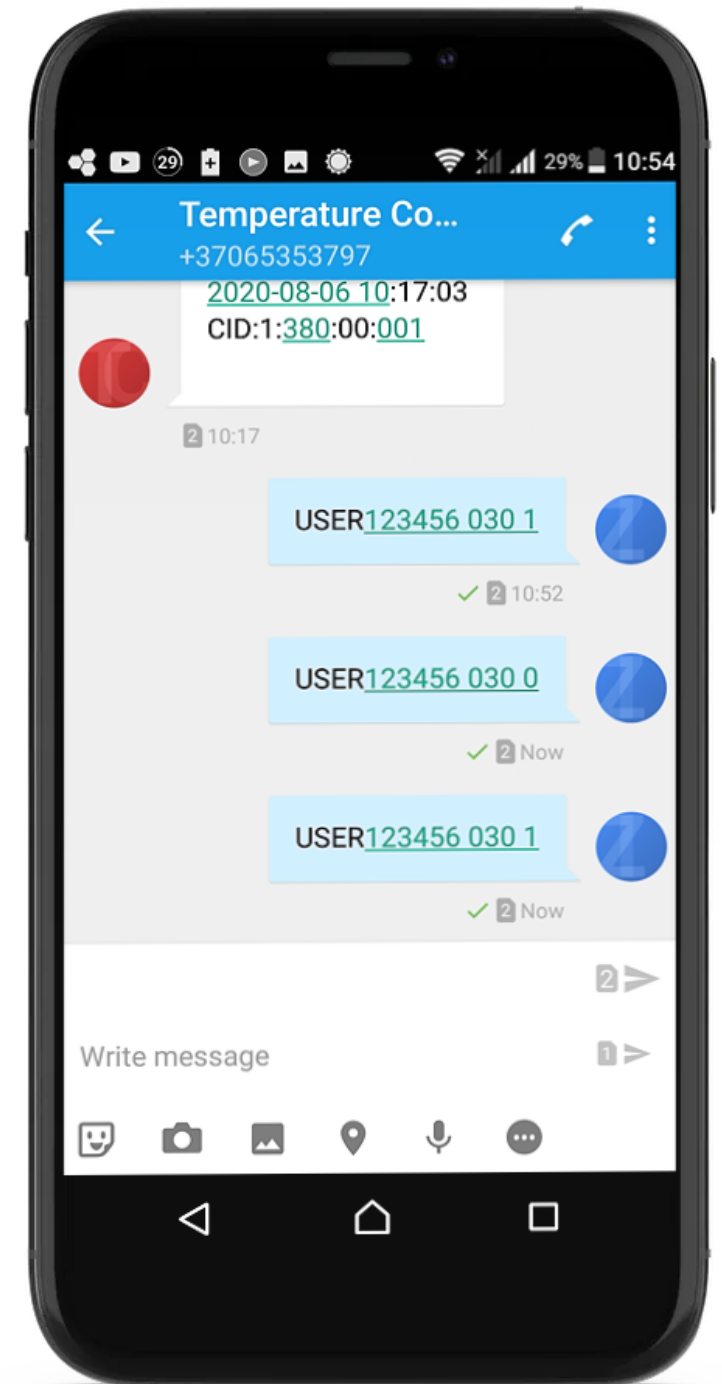 29
29% 10:54
Temperature Co...
+37065353797
2020-08-06 10:17:03
CID:1:380:00:001
2 10:17
USER123456 030 1
2 10:52
USER123456 030 0
2 Now
USER123456 030 1
2 Now
2
Write message
1